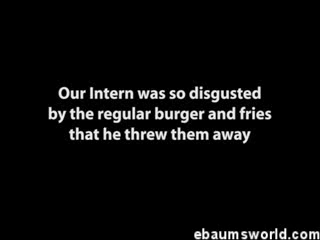 Our Intern was so disgusted
by the regular burger and fries
that he threw them away
ebaumsworld.com